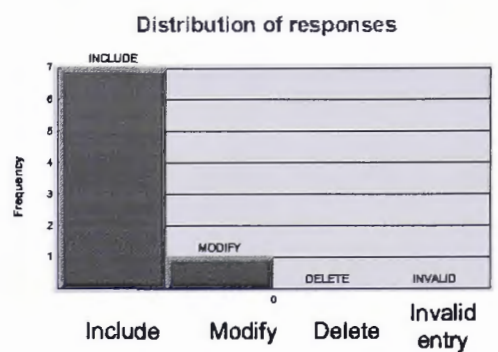 Distribution of responses
INCLUDE
7
6
5
4
3
2
1
Frequency
MODIFY
DELETE
INVALID
0
Include
Modify
Delete
Invalid
entry